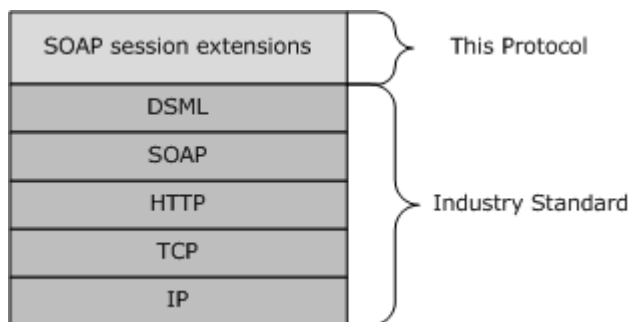 SOAP session extensions
This Protocol
DSML
SOAP
HTTP
Industry Standard
TCP
IP